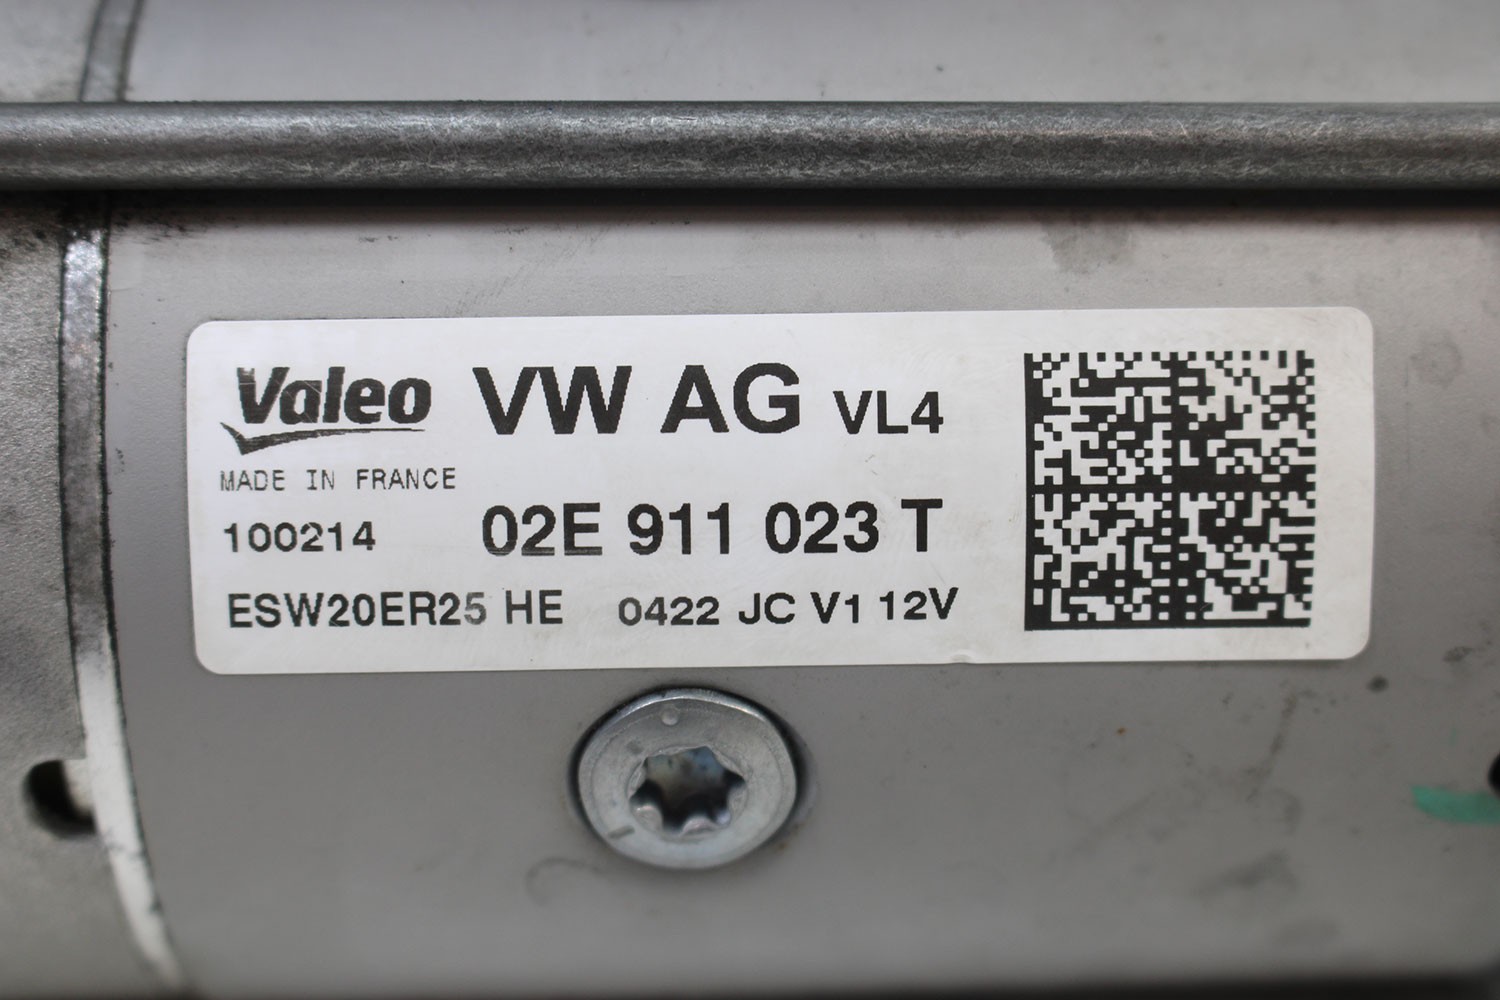 Valeo VW AG VL4
MADE IN FRANCE
100214 02E 911 023 T
ESW20ER25 HE 0422 JC V1 12V